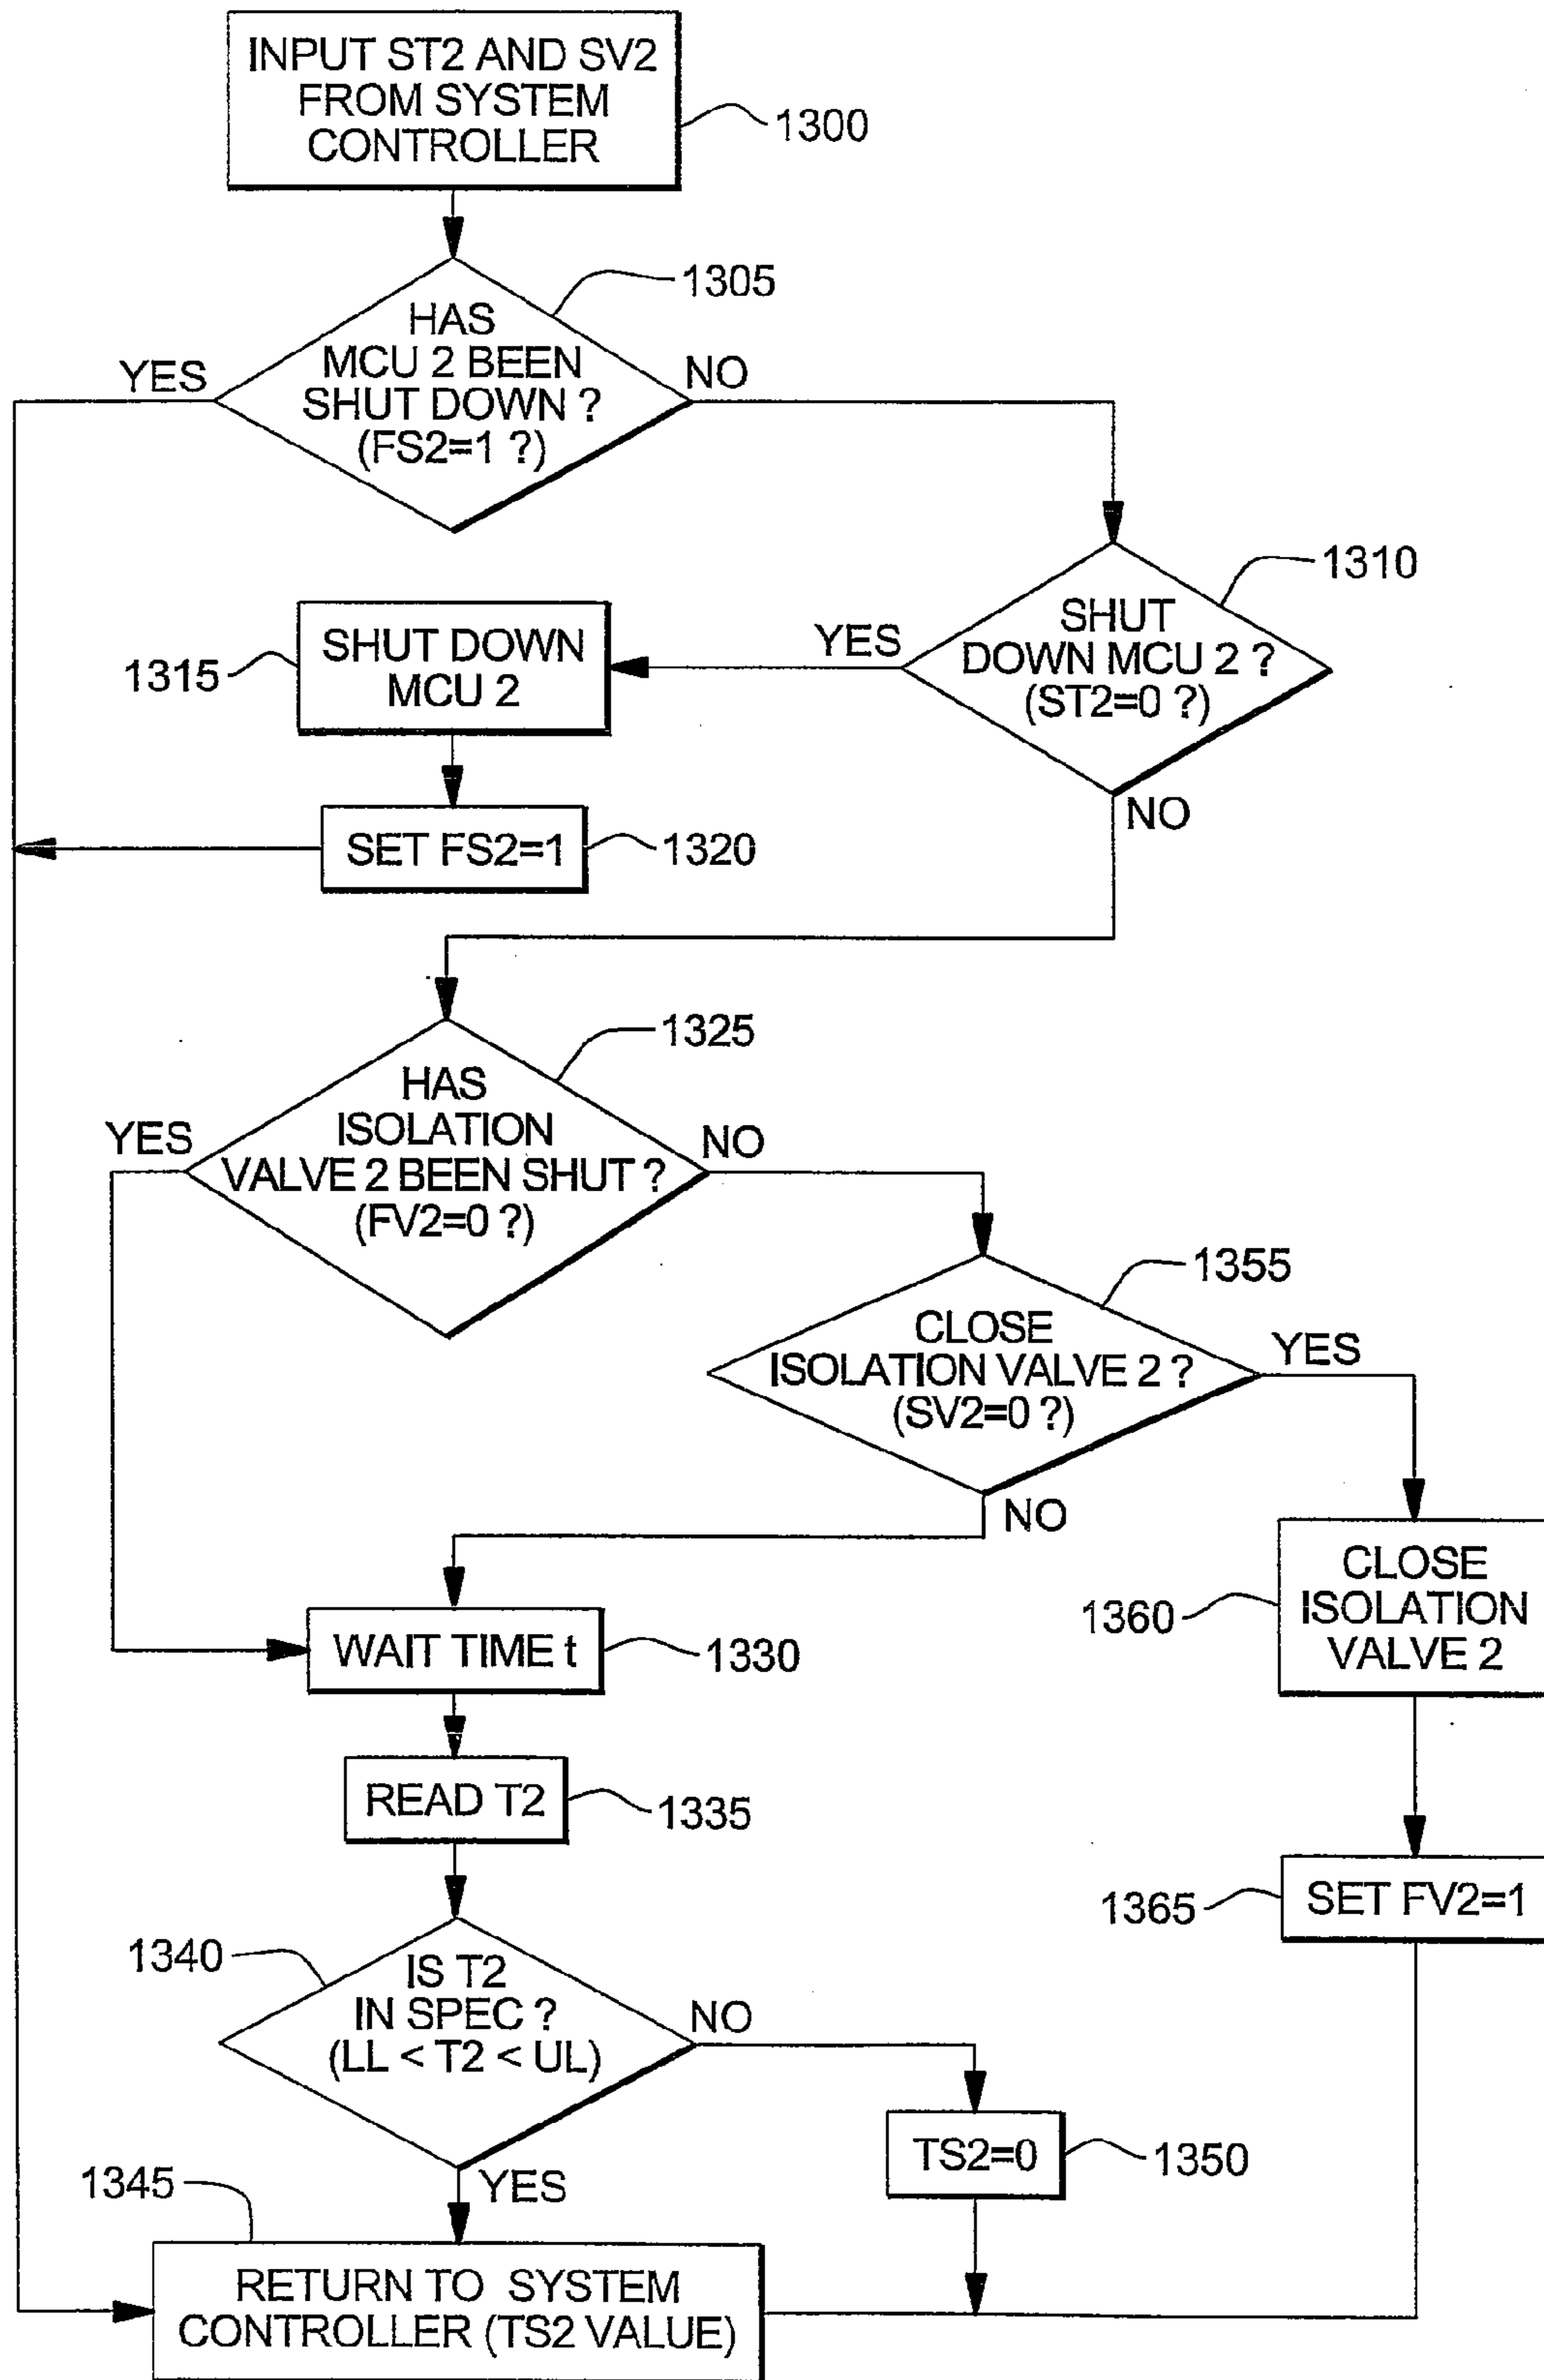 INPUT ST2 AND SV2
FROM SYSTEM
CONTROLLER
1300
1305
HAS
MCU 2 BEEN
SHUT DOWN ?
(FS2=1 ?)
YES
NO
1310
SHUT
DOWN MCU 2 ?
(ST2=0 ?)
YES
NO
SHUT DOWN
MCU 2
1315
SET FS2=1
1320
1325
HAS
ISOLATION
VALVE 2 BEEN SHUT ?
(FV2=0 ?)
YES
NO
1355
CLOSE
ISOLATION VALVE 2 ?
(SV2=0 ?)
YES
NO
CLOSE
ISOLATION
VALVE 2
1360
WAIT TIME t
1330
READ T2
1335
SET FV2=1
1365
1340
IS T2
IN SPEC ?
(LL < T2 < UL)
NO
YES
TS2=0
1350
1345
RETURN TO SYSTEM
CONTROLLER (TS2 VALUE)